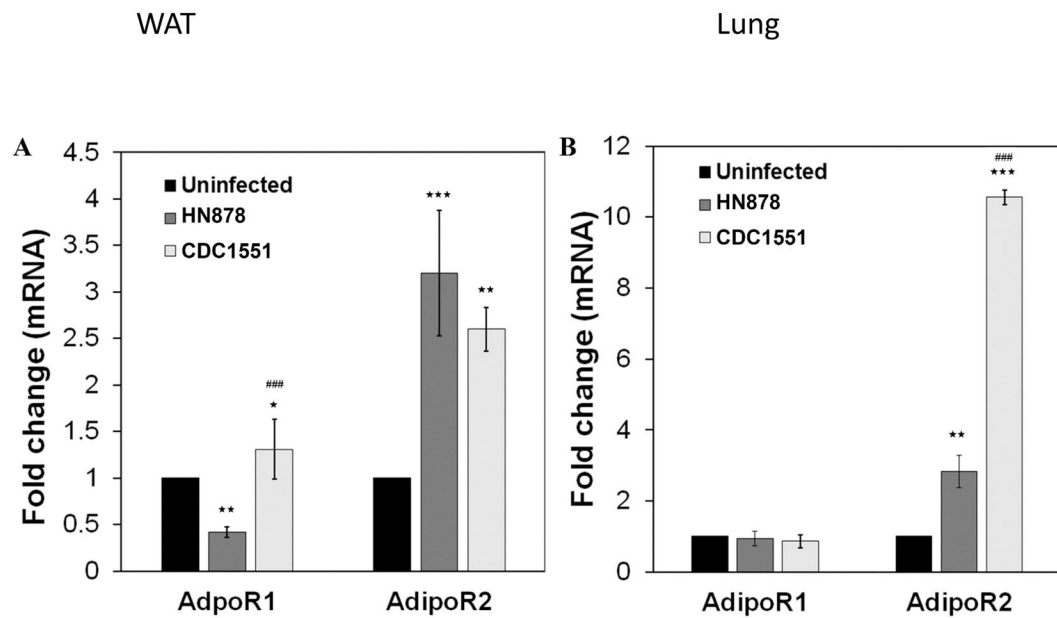 WAT
Lung
A
4.5
4
3.5
3
2.5
2
1.5
1
0.5
0
Fold change (mRNA)
Uninfected
HN878
CDC1551
★★
###
★
★★★
★★
AdpoR1
AdipoR2
B
12
10
8
6
4
2
0
Fold change (mRNA)
Uninfected
HN878
CDC1551
★★
###
★★★
AdipoR1
AdipoR2